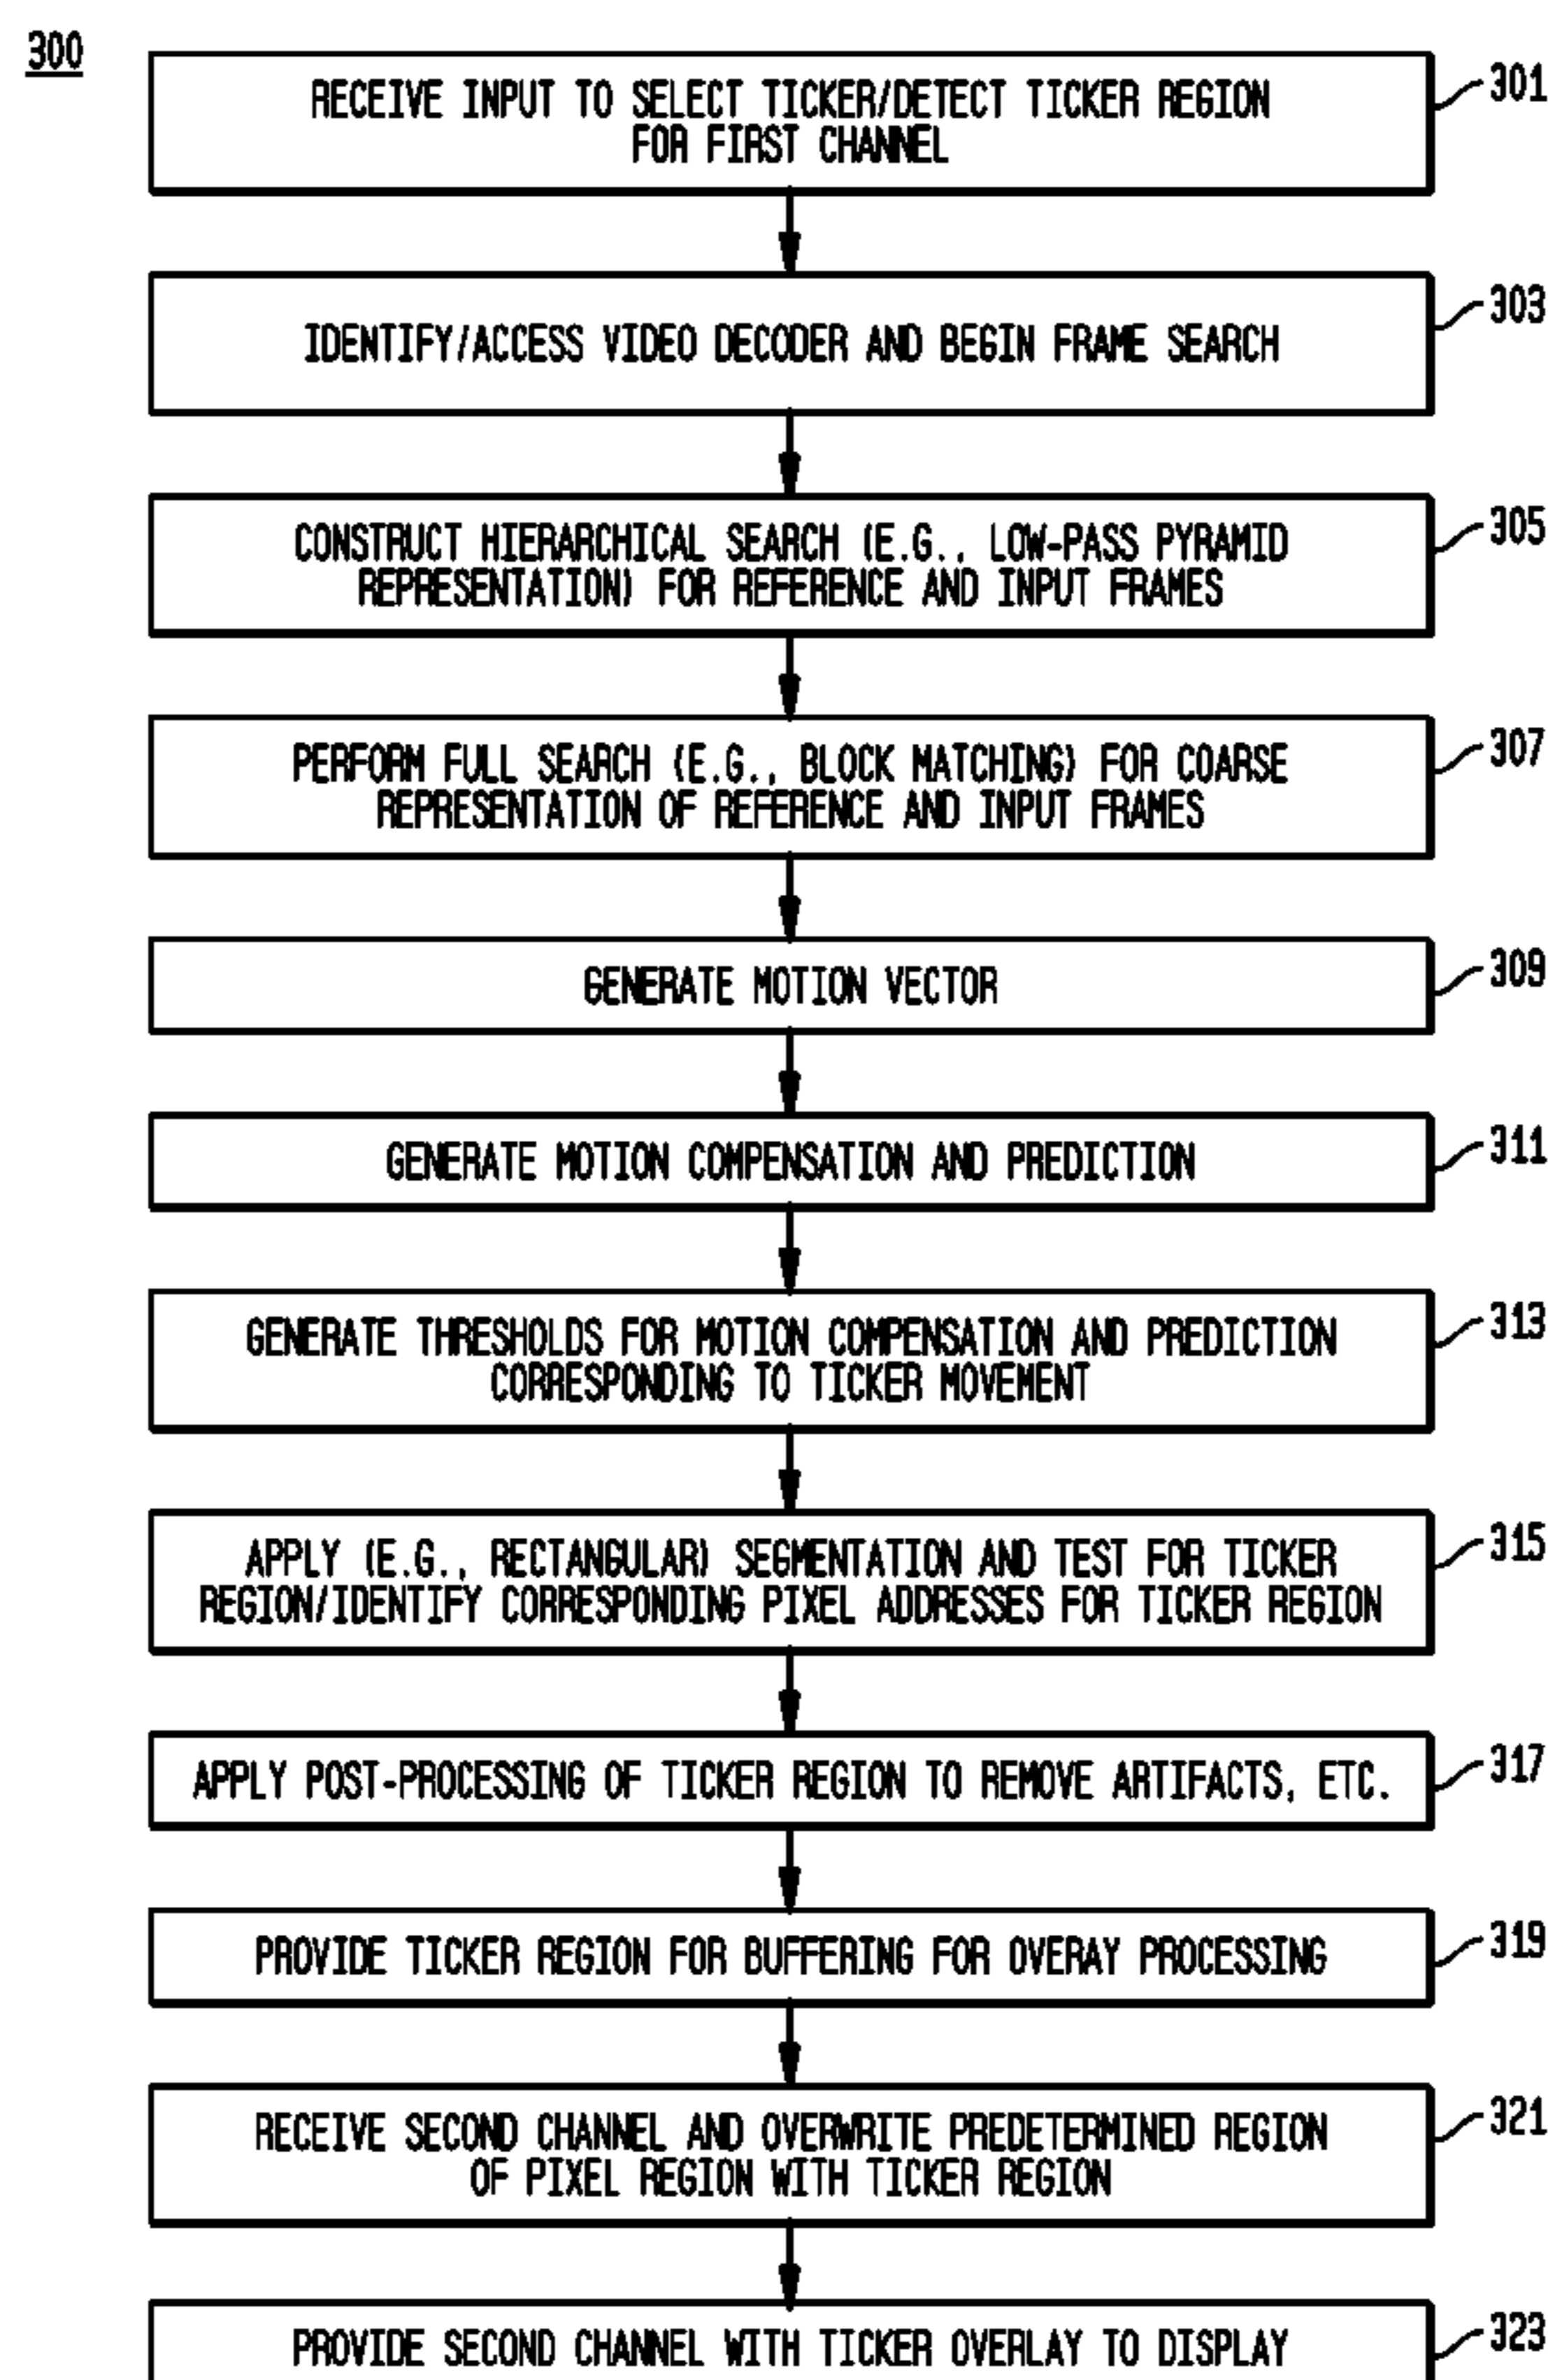 300
RECEIVE INPUT TO SELECT TICKER/DETECT TICKER REGION
FOR FIRST CHANNEL
301
IDENTIFY/ACCESS VIDEO DECODER AND BEGIN FRAME SEARCH
303
CONSTRUCT HIERARCHICAL SEARCH (E.G., LOW-PASS PYRAMID
REPRESENTATION) FOR REFERENCE AND INPUT FRAMES
305
PERFORM FULL SEARCH (E.G., BLOCK MATCHING) FOR COARSE
REPRESENTATION OF REFERENCE AND INPUT FRAMES
307
GENERATE MOTION VECTOR
309
GENERATE MOTION COMPENSATION AND PREDICTION
311
GENERATE THRESHOLDS FOR MOTION COMPENSATION AND PREDICTION
CORRESPONDING TO TICKER MOVEMENT
313
APPLY (E.G., RECTANGULAR) SEGMENTATION AND TEST FOR TICKER
REGION/IDENTIFY CORRESPONDING PIXEL ADDRESSES FOR TICKER REGION
315
APPLY POST-PROCESSING OF TICKER REGION TO REMOVE ARTIFACTS, ETC.
317
PROVIDE TICKER REGION FOR BUFFERING FOR OVERAY PROCESSING
319
RECEIVE SECOND CHANNEL AND OVERWRITE PREDETERMINED REGION
OF PIXEL REGION WITH TICKER REGION
321
PROVIDE SECOND CHANNEL WITH TICKER OVERLAY TO DISPLAY
323